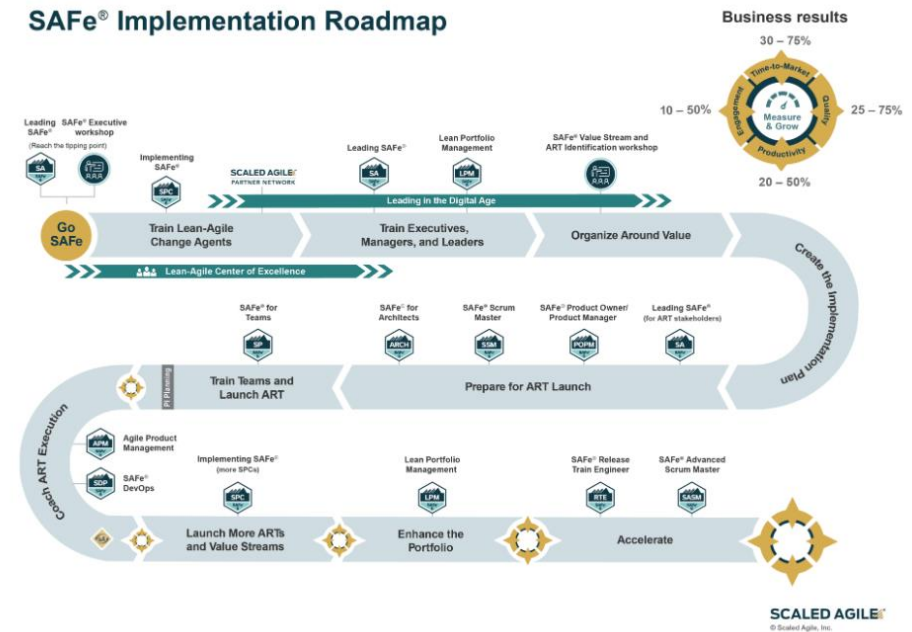 SAFe® Implementation Roadmap
Business results
30 – 75%
Time-to-Market
10 – 50%
Engagement
Measure
& Grow
Quality
25 – 75%
Productivity
20 – 50%
Leading
SAFe®
SAFe® Executive
workshop
(Reach the tipping point)
SA
Implementing
SAFe®
SPC
SCALED AGILE
PARTNER NETWORK
Leading SAFe®
SA
Lean Portfolio
Management
LPM
SAFe® Value Stream and
ART Identification workshop
Leading in the Digital Age
Go
SAFe
Train Lean-Agile
Change Agents
Train Executives,
Managers, and Leaders
Organize Around Value
Lean-Agile Center of Excellence
Create the Implementation Plan
SAFe® for
Teams
SP
SAFe® for
Architects
ARCH
SAFe® Scrum
Master
SSM
SAFe® Product Owner/
Product Manager
POPM
Leading SAFe®
(for ART stakeholders)
SA
PI Planning
Train Teams and
Launch ART
Prepare for ART Launch
Coach ART Execution
APM
Agile Product
Management
SDP
SAFe®
DevOps
Implementing SAFe®
(more SPCs)
SPC
Lean Portfolio
Management
LPM
SAFe® Release
Train Engineer
RTE
SAFe® Advanced
Scrum Master
SASM
Launch More ARTs
and Value Streams
Enhance the
Portfolio
Accelerate
SCALED AGILE
© Scaled Agile, Inc.